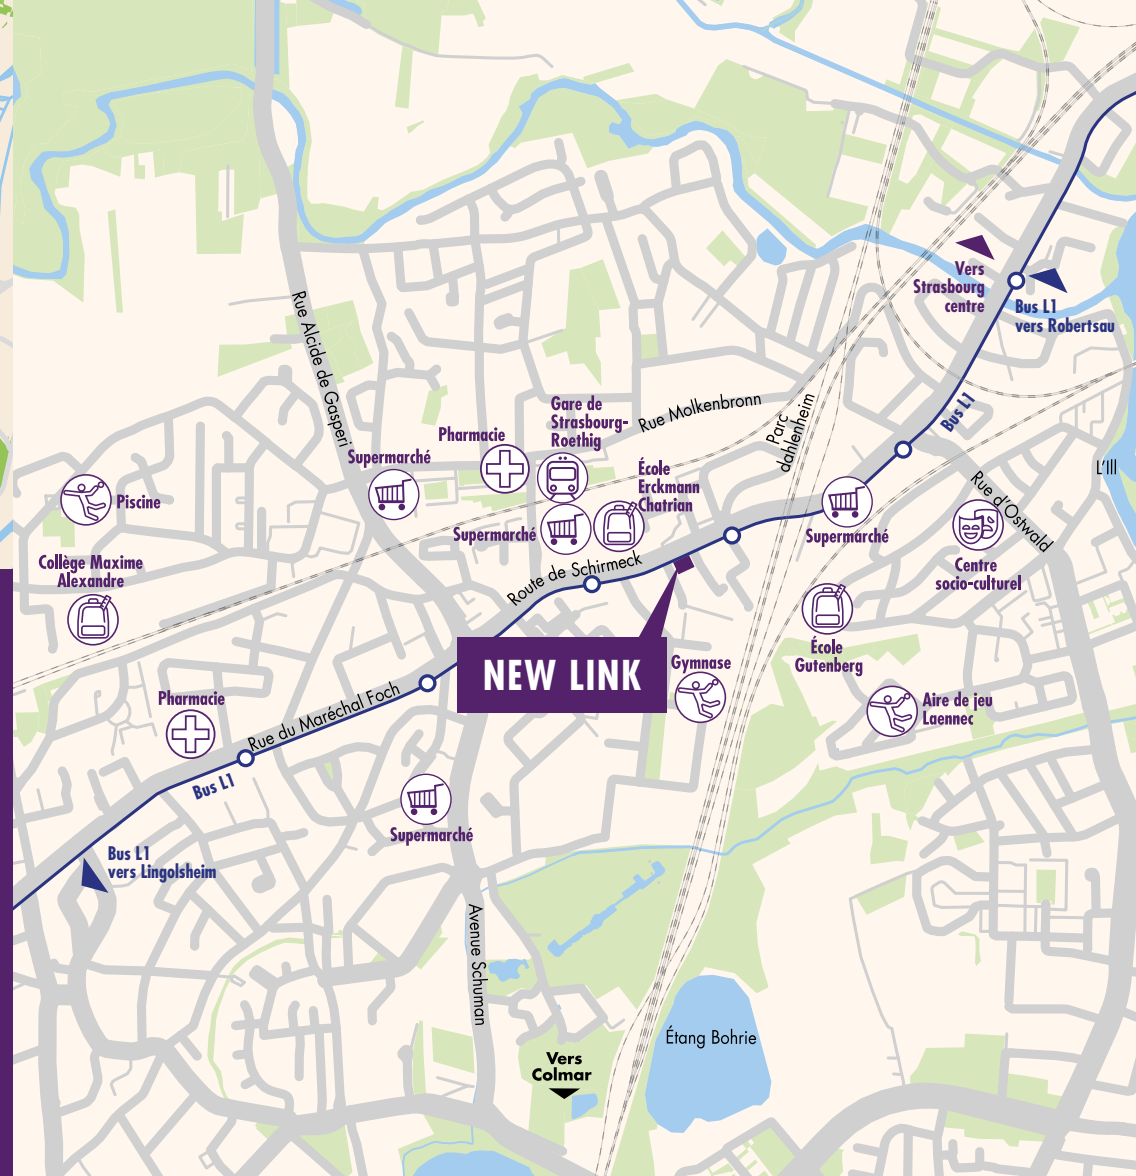 Vers
Strasbourg
centre
Bus L1
vers Robertsau
Rue Alcide de Gasperi
Bus L1
Gare de
Strasbourg-
Roethig
Rue Molkenbronn
Parc
dahlenheim
Pharmacie
Supermarché
École
Erckmann
Chatrian
L'Ill
Rue d'Ostwald
Piscine
Supermarché
Supermarché
Collège Maxime
Alexandre
Route de Schirmeck
Centre
socio-culturel
École
Gutenberg
NEW LINK
Gymnase
Pharmacie
Rue du Maréchal Foch
Aire de jeu
Laennec
Bus L1
Supermarché
Bus L1
vers Lingolsheim
Avenue Schuman
Étang Bohrie
Vers
Colmar